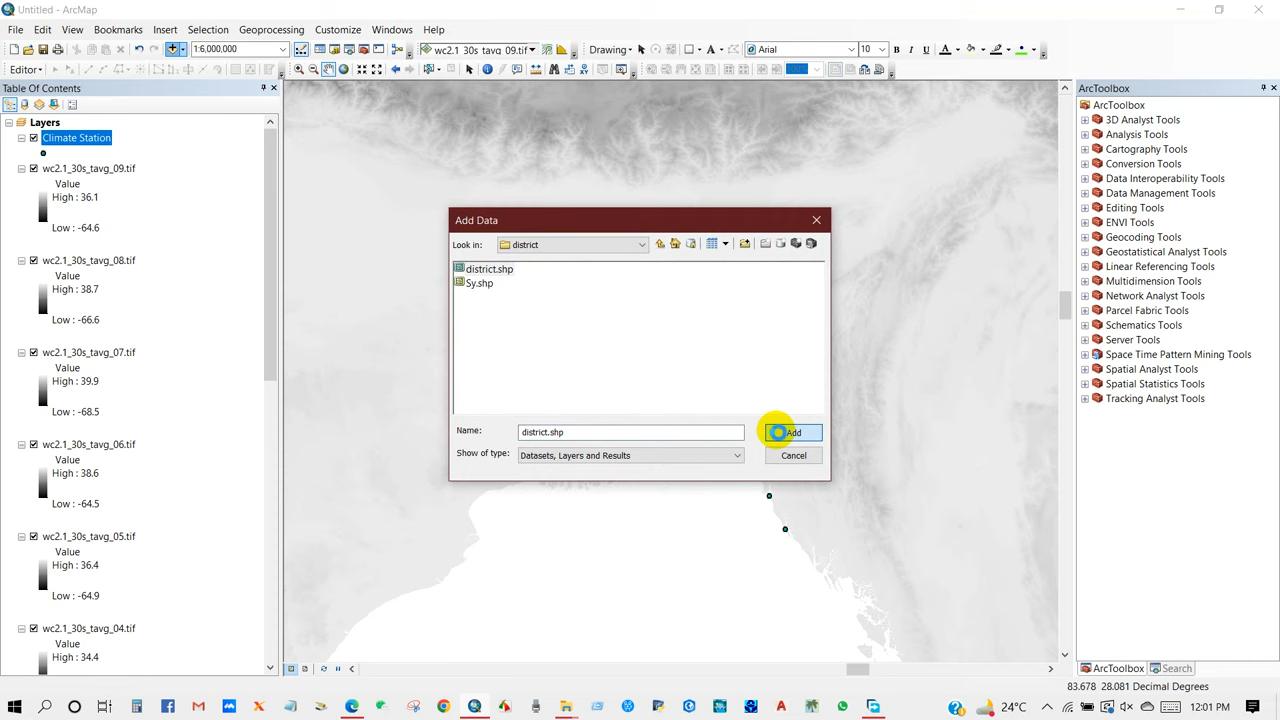 Untitled - ArcMap
File Edit View Bookmarks Insert Selection Geoprocessing Customize Windows Help
1:6,000,000 wc2.1_30s_tavg_09.tif Drawing Arial 10 B I U A
Editor
Table Of Contents
ArcToolbox
Layers
Climate Station
wc2.1_30s_tavg_09.tif
Value
High : 36.1
Low : -64.6
wc2.1_30s_tavg_08.tif
Value
High : 38.7
Low : -66.6
wc2.1_30s_tavg_07.tif
Value
High : 39.9
Low : -68.5
wc2.1_30s_tavg_06.tif
Value
High : 38.6
Low : -64.5
wc2.1_30s_tavg_05.tif
Value
High : 36.4
Low : -64.9
wc2.1_30s_tavg_04.tif
Value
High : 34.4
Add Data
Look in: district
district.shp
Sy.shp
Name: district.shp Add
Show of type: Datasets, Layers and Results Cancel
ArcToolbox
3D Analyst Tools
Analysis Tools
Cartography Tools
Conversion Tools
Data Interoperability Tools
Data Management Tools
Editing Tools
ENVI Tools
Geocoding Tools
Geostatistical Analyst Tools
Linear Referencing Tools
Multidimension Tools
Network Analyst Tools
Parcel Fabric Tools
Schematics Tools
Server Tools
Space Time Pattern Mining Tools
Spatial Analyst Tools
Spatial Statistics Tools
Tracking Analyst Tools
ArcToolbox Search
83.678 28.081 Decimal Degrees
24°C 12:01 PM